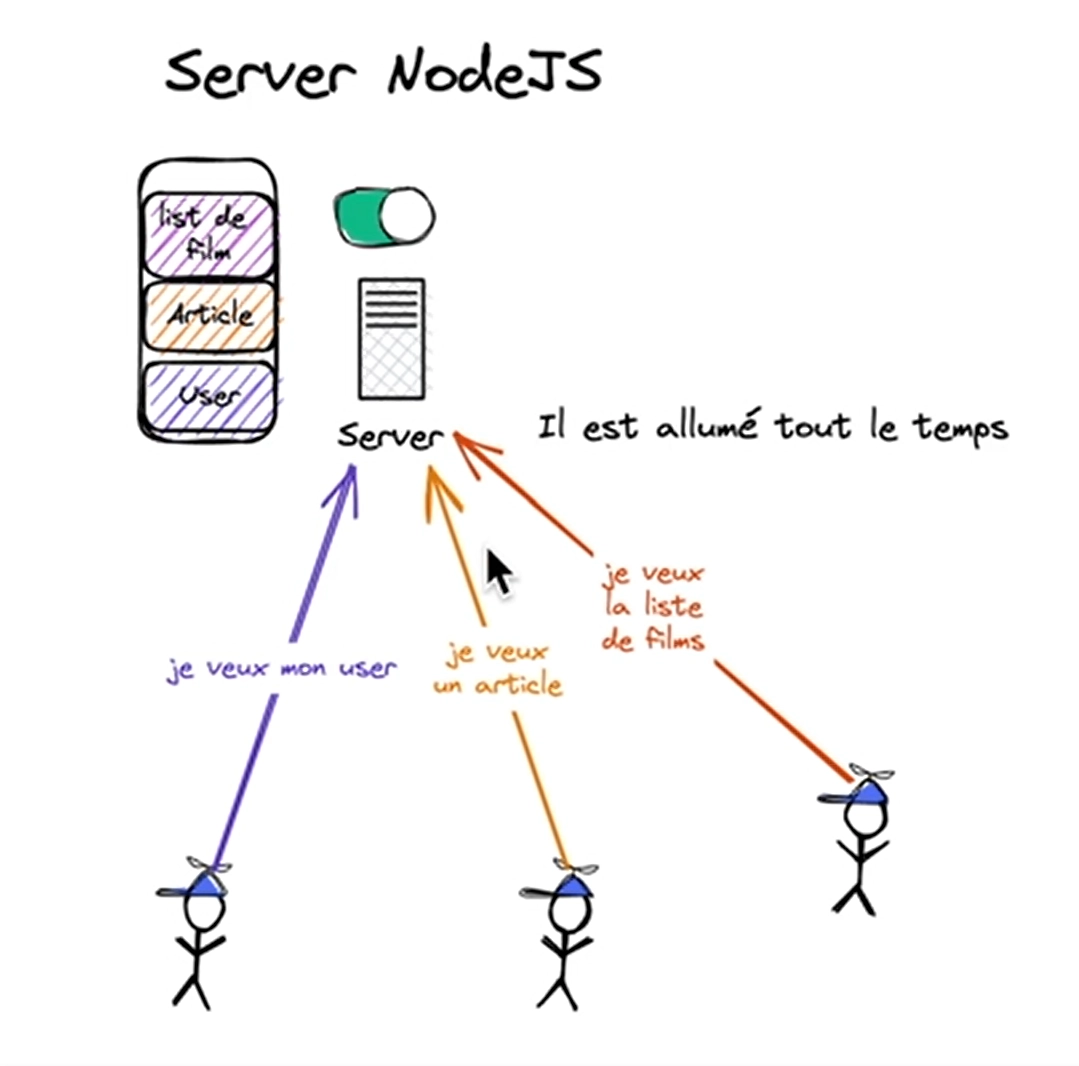 Server NodeJS
list de
film
Article
User
Server
Il est allumé tout le temps
je veux
la liste
de films
je veux mon user
je veux
un article